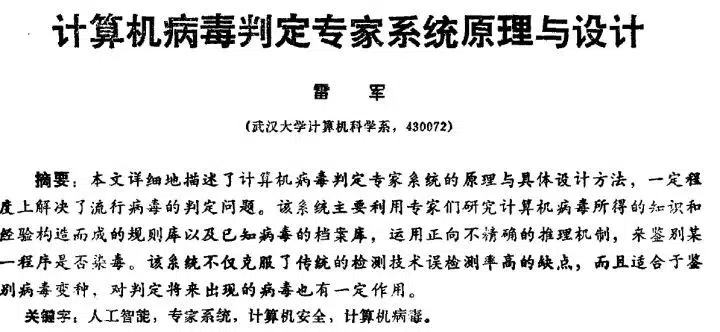 计算机病毒判定专家系统原理与设计
雷 军
(武汉大学计算机科学系，430072)
摘要：本文详细地描述了计算机病毒判定专家系统的原理与具体设计方法，一定程
度上解决了流行病毒的判定问题。该系统主要利用专家们研究计算机病毒所得的知识和
经验构造而成的规则库以及已知病毒的档案库，运用正向不精确的推理机制，来鉴别某
一程序是否染毒。该系统不仅克服了传统的检测技术误检测率高的缺点，而且适合于鉴
别病毒变种，对判定将来出现的病毒也有一定作用。
关键字：人工智能，专家系统，计算机安全，计算机病毒。